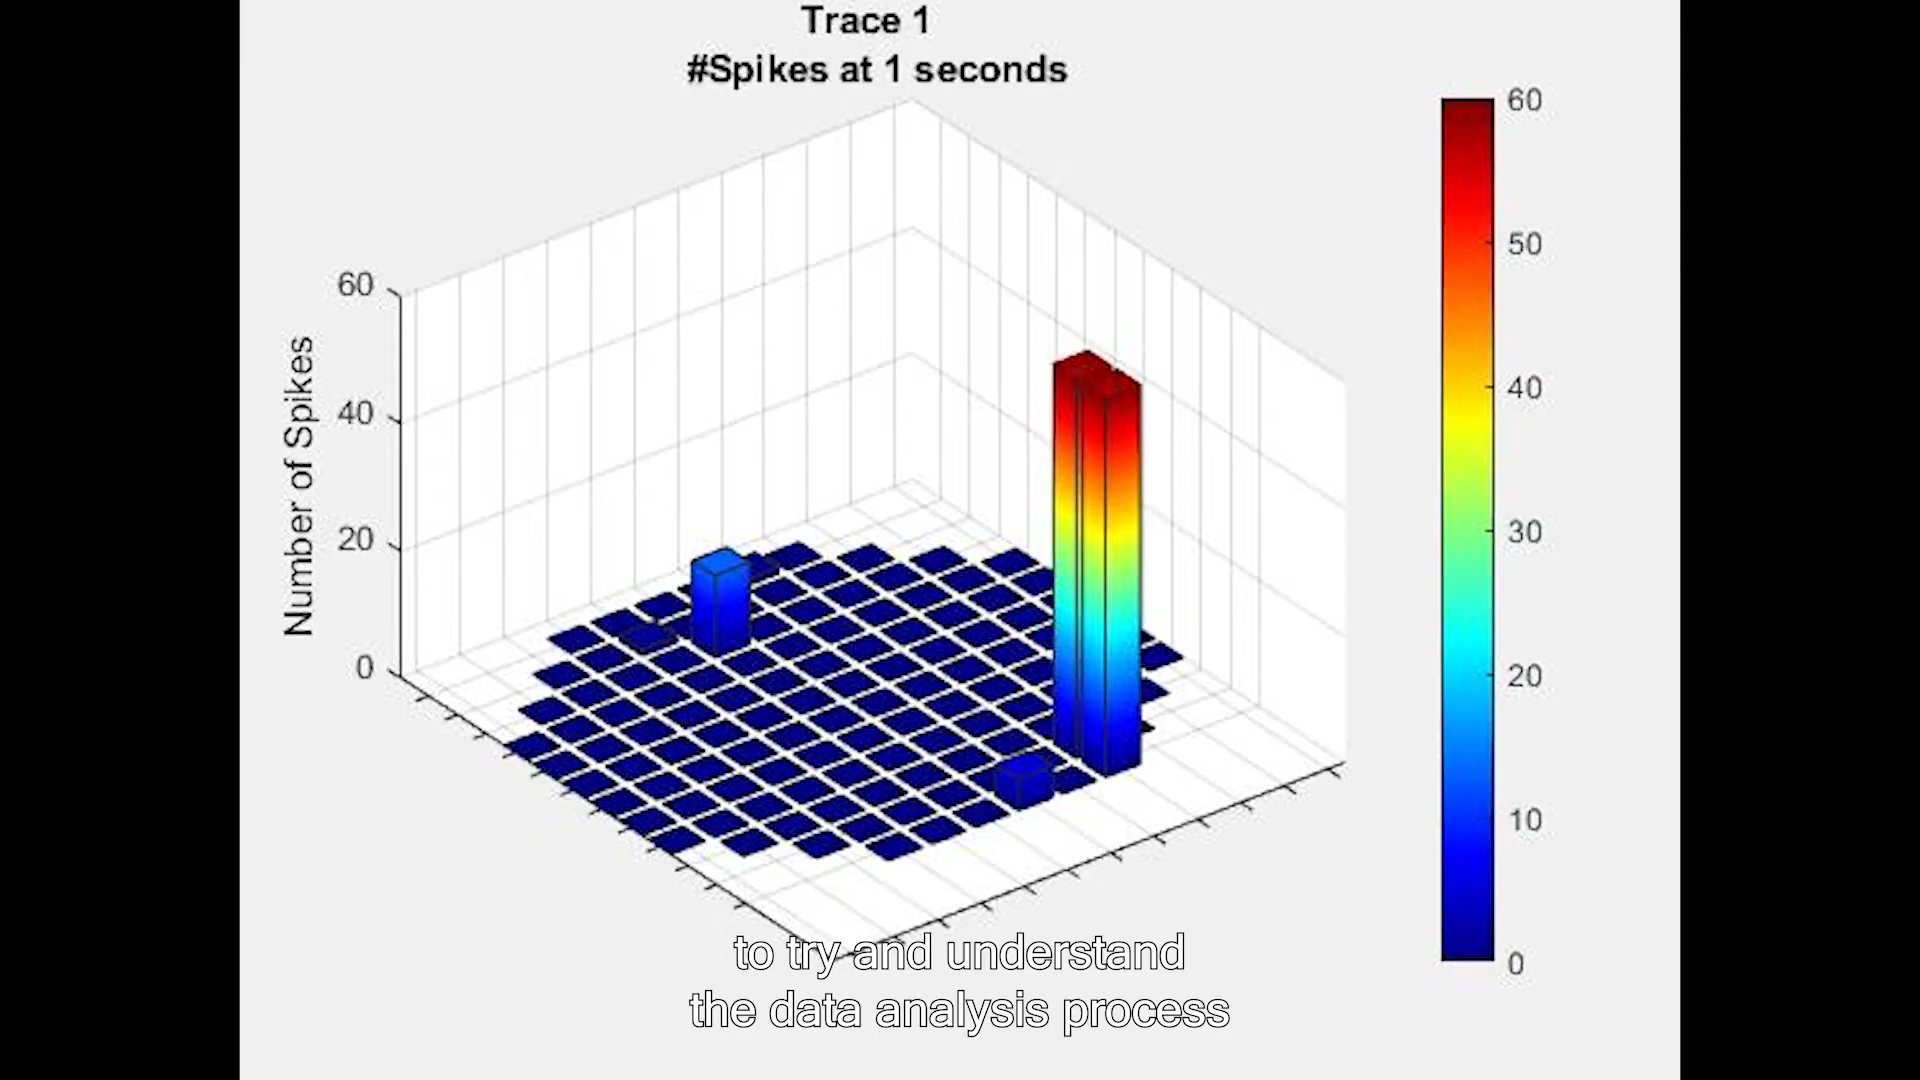 Trace 1
#Spikes at 1 seconds
60
40
20
0
Number of Spikes
60
50
40
30
20
10
0
to try and understand
the data analysis process